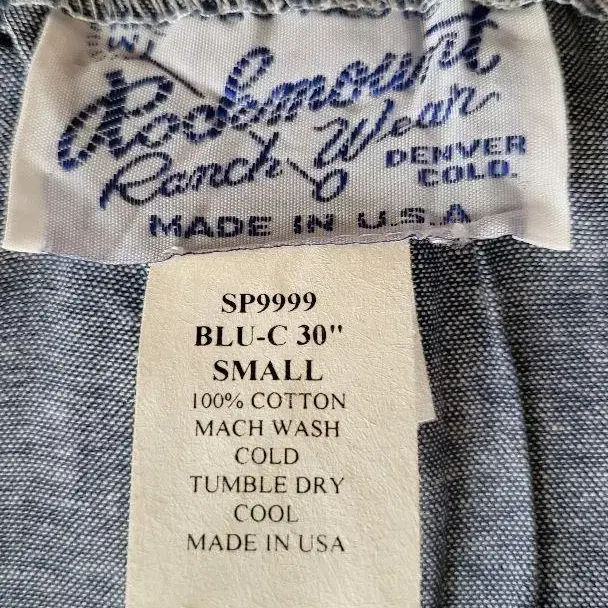 Rockmount
Ranch Wear
DENVER
COLO.
MADE IN U.S.A
SP9999
BLU-C 30"
SMALL
100% COTTON
MACH WASH
COLD
TUMBLE DRY
COOL
MADE IN USA